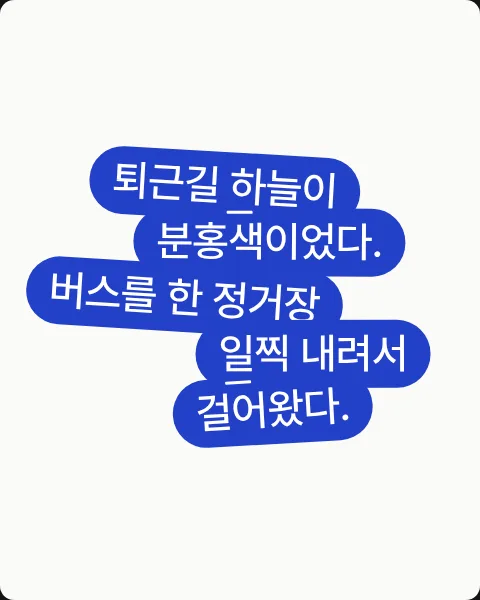 퇴근길 하늘이
분홍색이었다.
버스를 한 정거장
일찍 내려서
걸어왔다.